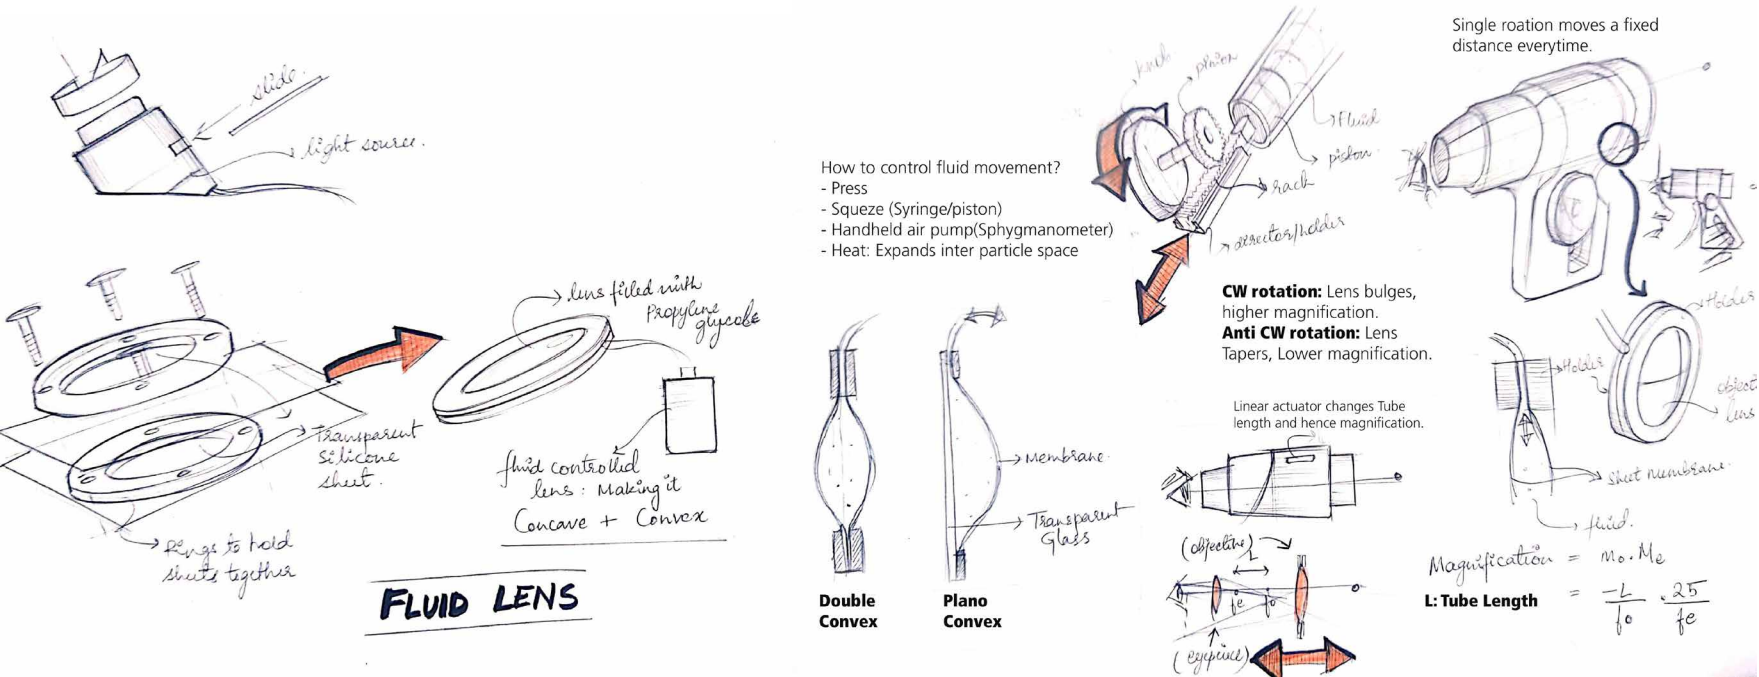 slide.
light source.
lens filled with
Propylene
glycole
Transparent
Silicone
sheet.
Rings to hold
sheets together
fluid controlled
lens: Making it
Concave + Convex
FLUID LENS
How to control fluid movement?
- Press
- Squeze (Syringe/piston)
- Handheld air pump(Sphygmanometer)
- Heat: Expands inter particle space
knob
pinion
Fluid
piston.
rack
director/holder
CW rotation: Lens bulges,
higher magnification.
Anti CW rotation: Lens
Tapers, Lower magnification.
Single roation moves a fixed
distance everytime.
Membrane.
Transparent
Glass
Double
Convex
Plano
Convex
Linear actuator changes Tube
length and hence magnification.
(objective)
L
fe
fo
(eyepiece)
Holder
Holder
lens
sheet membrane.
fluid.
Magnification = mo.Me
L: Tube Length
= -L/fo . 25/fe